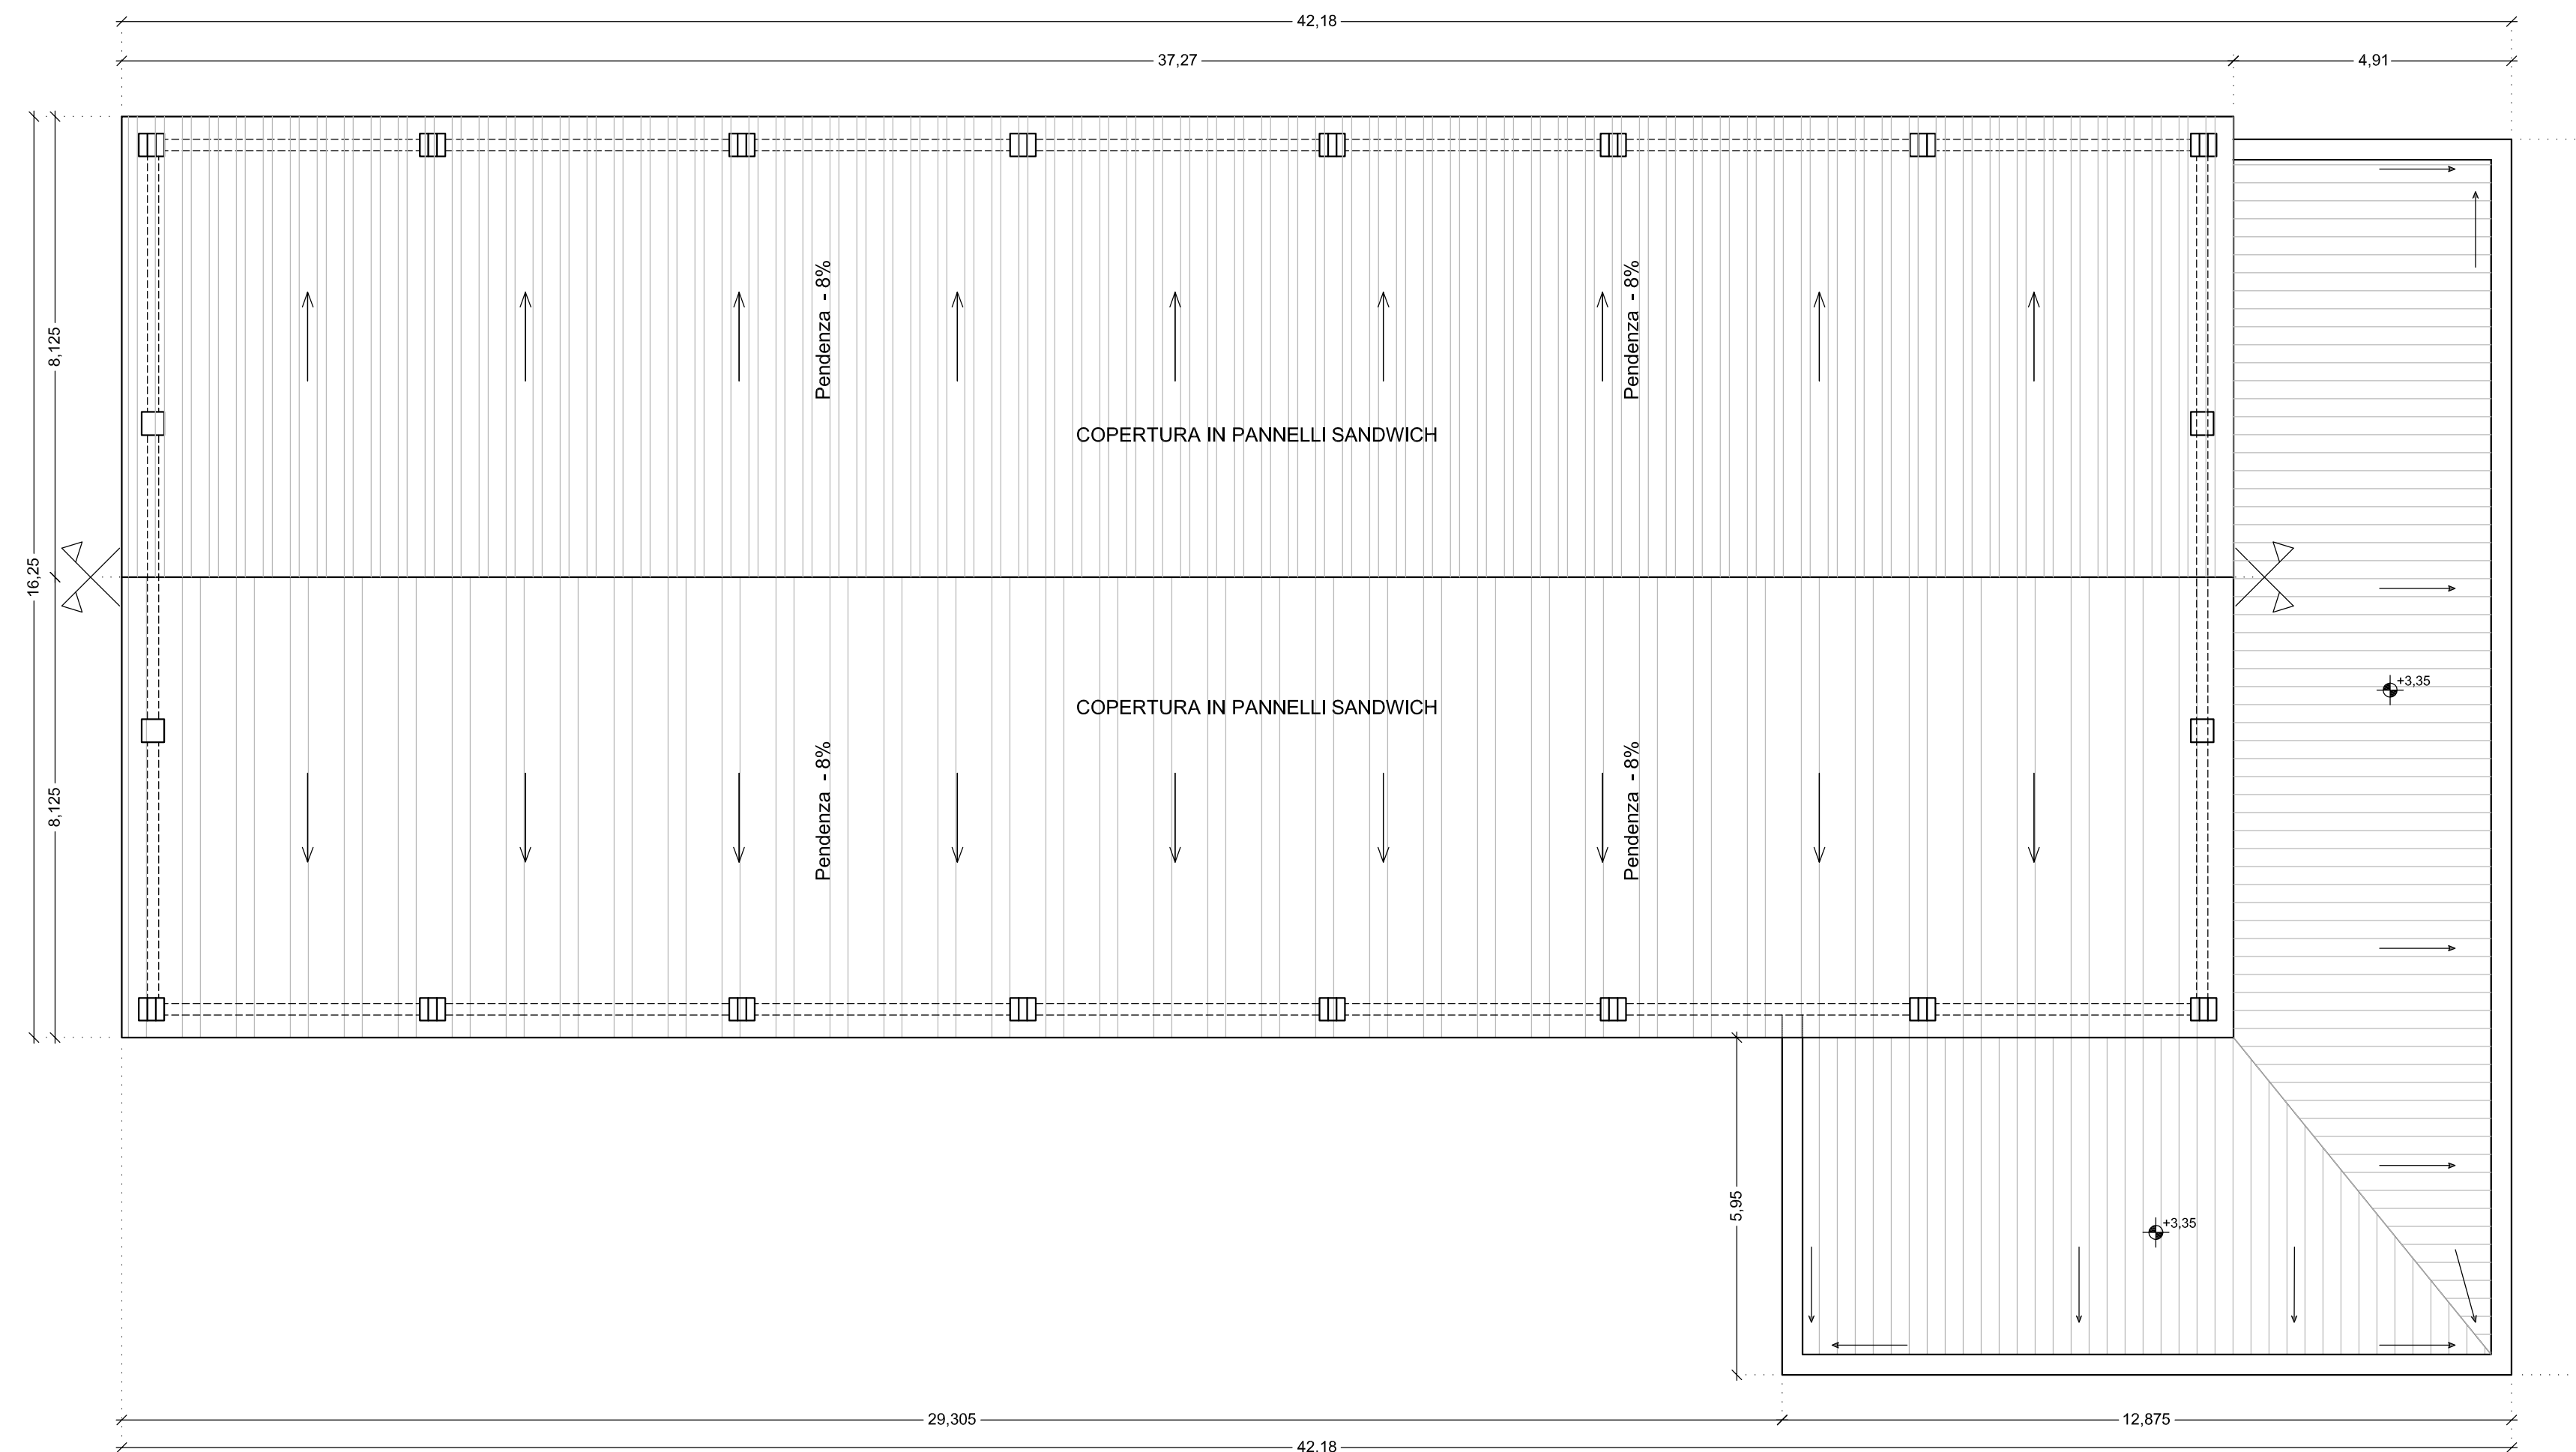 42,18
37,27
4,91
8,125
Pendenza - 8%
Pendenza - 8%
COPERTURA IN PANNELLI SANDWICH
16,25
+3,35
COPERTURA IN PANNELLI SANDWICH
8,125
Pendenza - 8%
Pendenza - 8%
5,95
+3,35
29,305
12,875
42,18